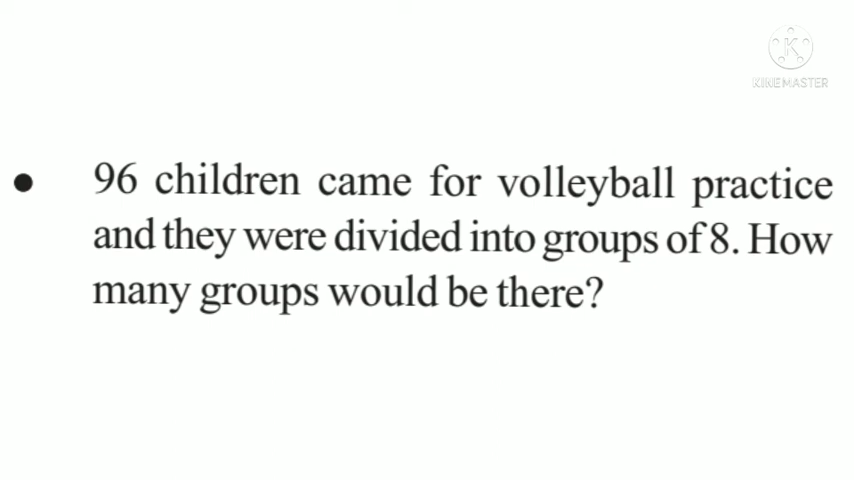 KINEMASTER
● 96 children came for volleyball practice
and they were divided into groups of 8. How
many groups would be there?